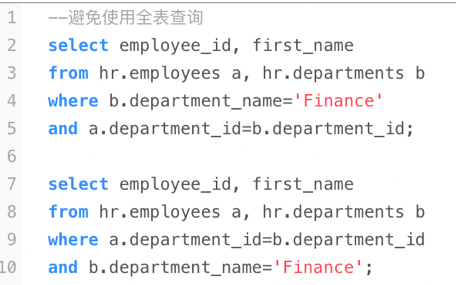 1 --避免使用全表查询
2 select employee_id, first_name
3 from hr.employees a, hr.departments b
4 where b.department_name='Finance'
5 and a.department_id=b.department_id;
6
7 select employee_id, first_name
8 from hr.employees a, hr.departments b
9 where a.department_id=b.department_id
10 and b.department_name='Finance';